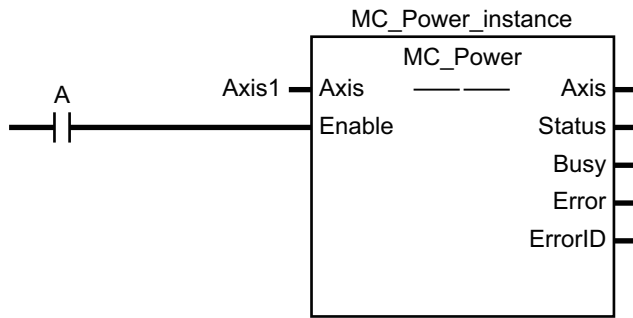 MC_Power_instance
MC_Power
A
Axis1 Axis Axis
Enable Status
Busy
Error
ErrorID